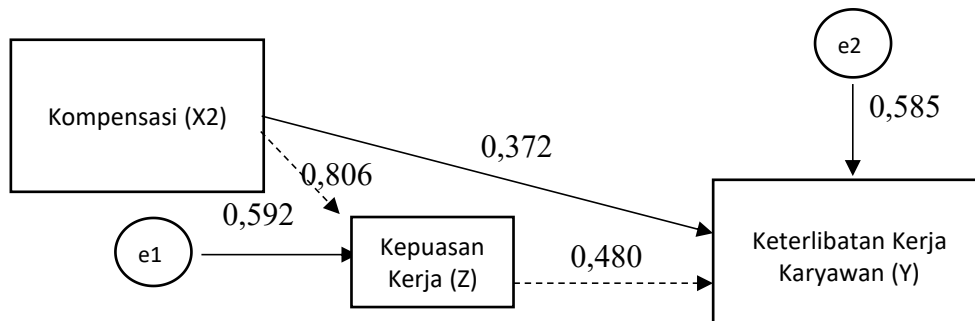 e2
Kompensasi (X2)
0,585
0,372
0,806
0,592
e1
Kepuasan
Kerja (Z)
0,480
Keterlibatan Kerja
Karyawan (Y)